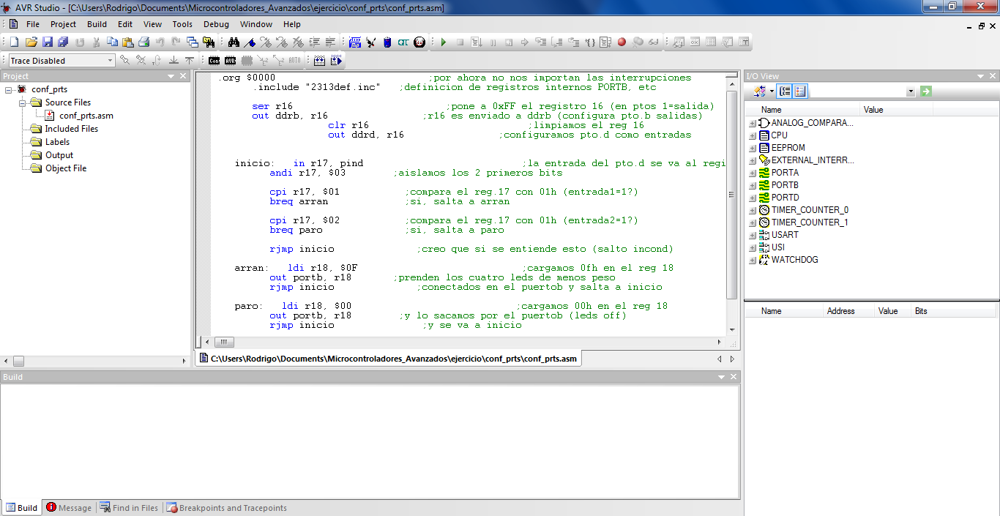 AVR Studio - [C:\Users\Rodrigo\Documents\Microcontroladores_Avanzados\ejercicio\conf_prts\conf_prts.asm]
File Project Build Edit View Tools Debug Window Help
Trace Disabled
Con AVR AUTO
Project
conf_prts
Source Files
conf_prts.asm
Included Files
Labels
Output
Object File
.org $0000 ;por ahora no nos importan las interrupciones
.include "2313def.inc" ;definicion de registros internos PORTB, etc
ser r16 ;pone a 0xFF el registro 16 (en ptos 1=salida)
out ddrb, r16 ;r16 es enviado a ddrb (configura pto.b salidas)
clr r16 ;limpiamos el reg 16
out ddrd, r16 ;configuramos pto.d como entradas
inicio: in r17, pind ;la entrada del pto.d se va al regi
andi r17, $03 ;aislamos los 2 primeros bits
cpi r17, $01 ;compara el reg.17 con 01h (entrada1=1?)
breq arran ;si, salta a arran
cpi r17, $02 ;compara el reg.17 con 01h (entrada2=1?)
breq paro ;si, salta a paro
rjmp inicio ;creo que si se entiende esto (salto incond)
arran: ldi r18, $0F ;cargamos 0fh en el reg 18
out portb, r18 ;prenden los cuatro leds de menos peso
rjmp inicio ;conectados en el puertob y salta a inicio
paro: ldi r18, $00 ;cargamos 00h en el reg 18
out portb, r18 ;y lo sacamos por el puertob (leds off)
rjmp inicio ;y se va a inicio
C:\Users\Rodrigo\Documents\Microcontroladores_Avanzados\ejercicio\conf_prts\conf_prts.asm
I/O View
Name Value
ANALOG_COMPARA...
CPU
EEPROM
EXTERNAL_INTERR...
PORTA
PORTB
PORTD
TIMER_COUNTER_0
TIMER_COUNTER_1
USART
USI
WATCHDOG
Name Address Value Bits
Build
Build Message Find in Files Breakpoints and Tracepoints